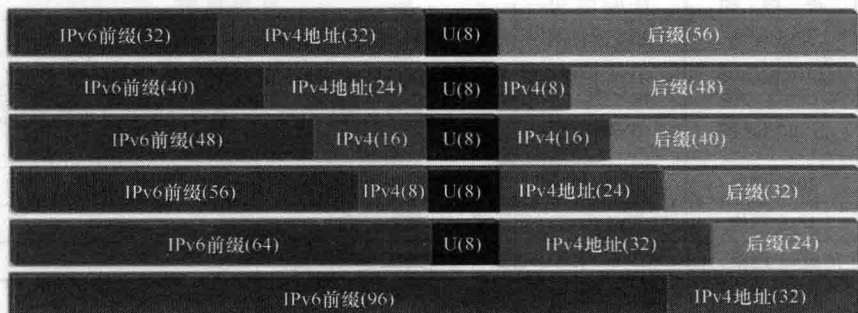 IPv6前缀(32) IPv4地址(32) U(8) 后缀(56)
IPv6前缀(40) IPv4地址(24) U(8) IPv4(8) 后缀(48)
IPv6前缀(48) IPv4(16) U(8) IPv4(16) 后缀(40)
IPv6前缀(56) IPv4(8) U(8) IPv4地址(24) 后缀(32)
IPv6前缀(64) U(8) IPv4地址(32) 后缀(24)
IPv6前缀(96) IPv4地址(32)